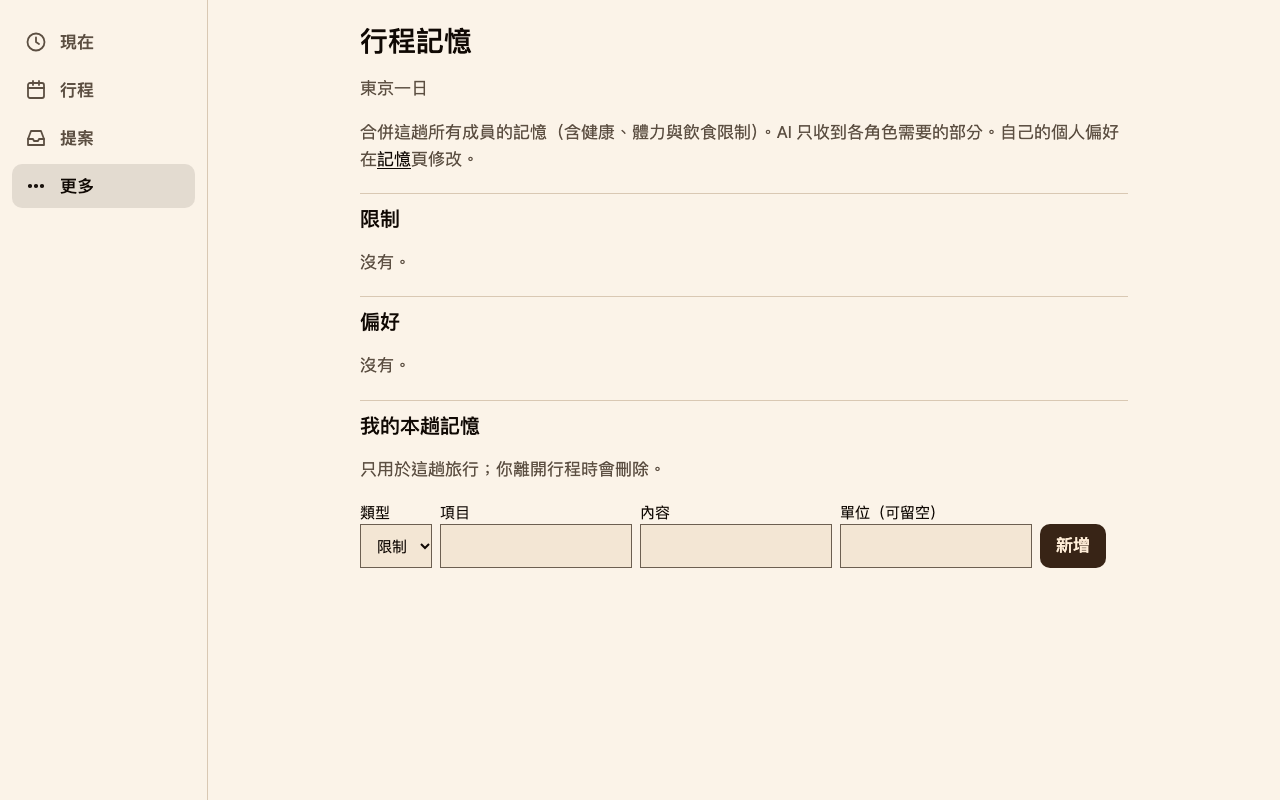 現在
行程
提案
更多
行程記憶
東京一日
合併這趟所有成員的記憶（含健康、體力與飲食限制）。AI 只收到各角色需要的部分。自己的個人偏好
在記憶頁修改。
限制
沒有。
偏好
沒有。
我的本趟記憶
只用於這趟旅行；你離開行程時會刪除。
類型 項目 內容 單位（可留空）
限制 新增